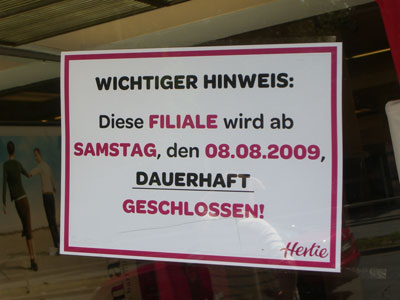 WICHTIGER HINWEIS:
Diese FILIALE wird ab
SAMSTAG, den 08.08.2009,
DAUERHAFT
GESCHLOSSEN!
Hertie